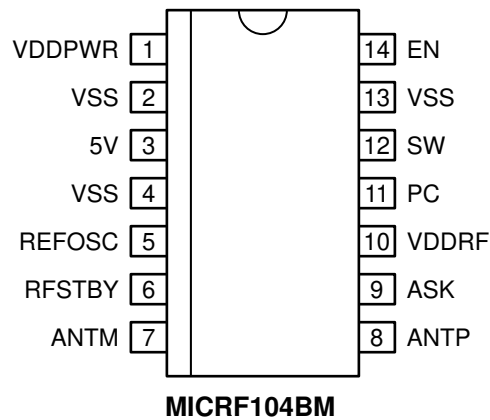 VDDPWR 1 14 EN
VSS 2 13 VSS
5V 3 12 SW
VSS 4 11 PC
REFOSC 5 10 VDDRF
RFSTBY 6 9 ASK
ANTM 7 8 ANTP
MICRF104BM